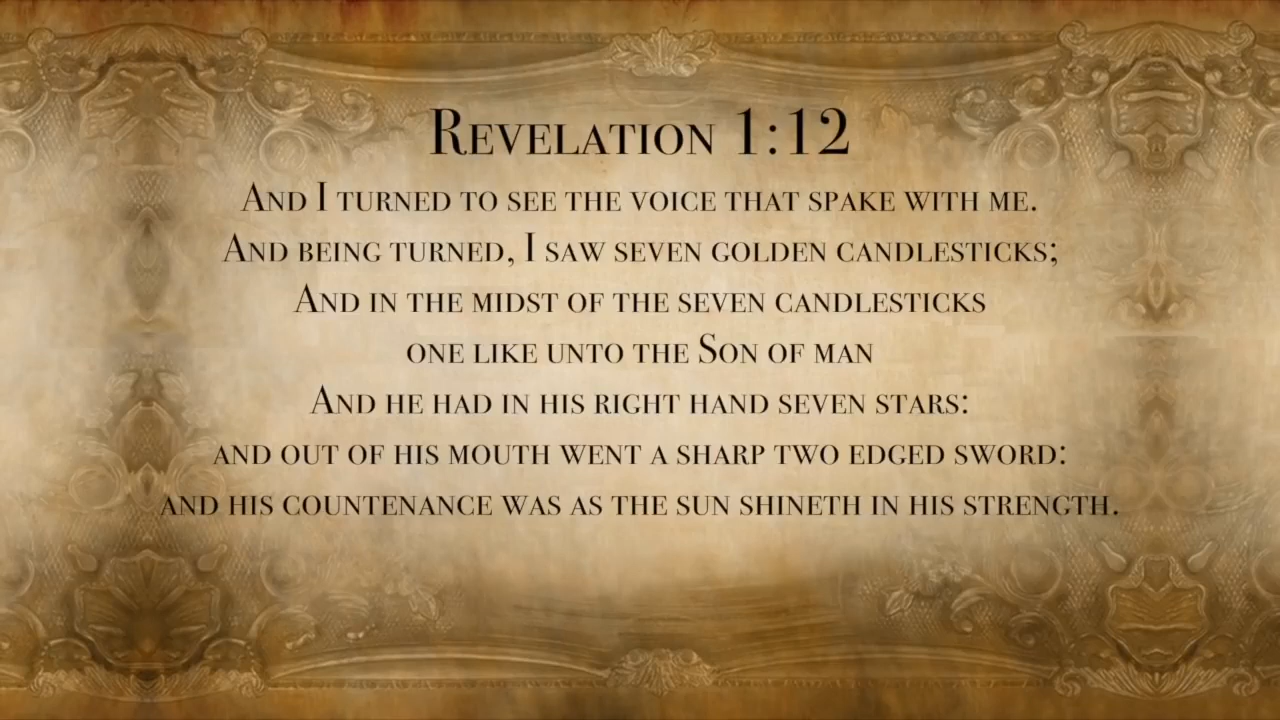 Revelation 1:12
And I turned to see the voice that spake with me.
And being turned, I saw seven golden candlesticks;
And in the midst of the seven candlesticks
one like unto the Son of man
And he had in his right hand seven stars:
and out of his mouth went a sharp two edged sword:
and his countenance was as the sun shineth in his strength.